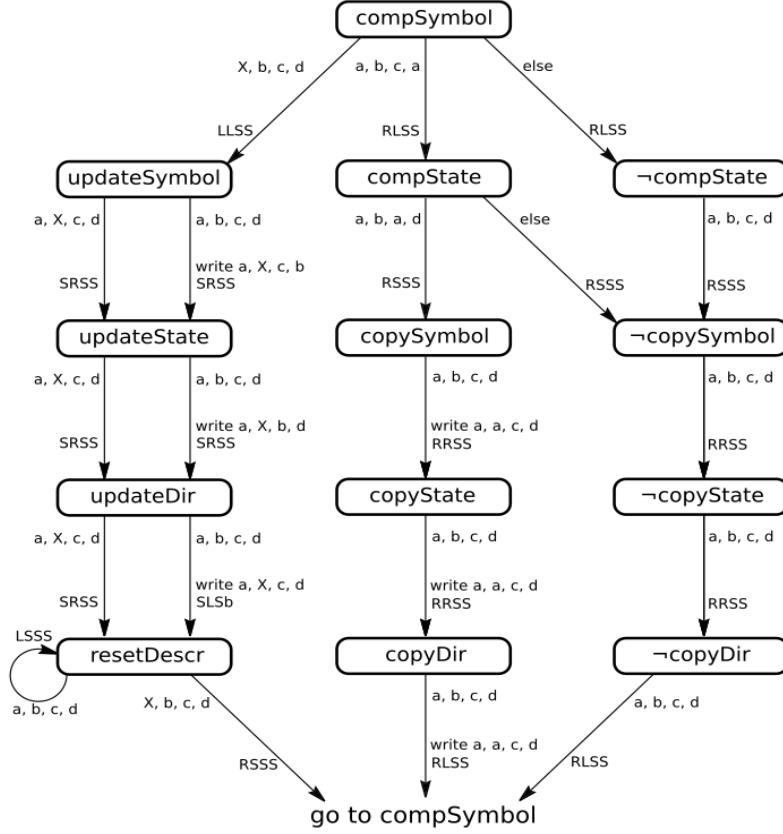 compSymbol
X, b, c, d
a, b, c, a
else
LLSS
RLSS
RLSS
updateSymbol
compState
¬compState
a, X, c, d
a, b, c, d
a, b, a, d
else
a, b, c, d
write a, X, c, b
SRSS
SRSS
RSSS
RSSS
RSSS
updateState
copySymbol
¬copySymbol
a, X, c, d
a, b, c, d
a, b, c, d
a, b, c, d
write a, X, b, d
write a, a, c, d
SRSS
SRSS
RRSS
RRSS
updateDir
copyState
¬copyState
a, X, c, d
a, b, c, d
a, b, c, d
a, b, c, d
write a, X, c, d
write a, a, c, d
SRSS
SLSb
RRSS
RRSS
LSSS
resetDescr
copyDir
¬copyDir
a, b, c, d
X, b, c, d
a, b, c, d
a, b, c, d
write a, a, c, d
RSSS
RLSS
RLSS
go to compSymbol